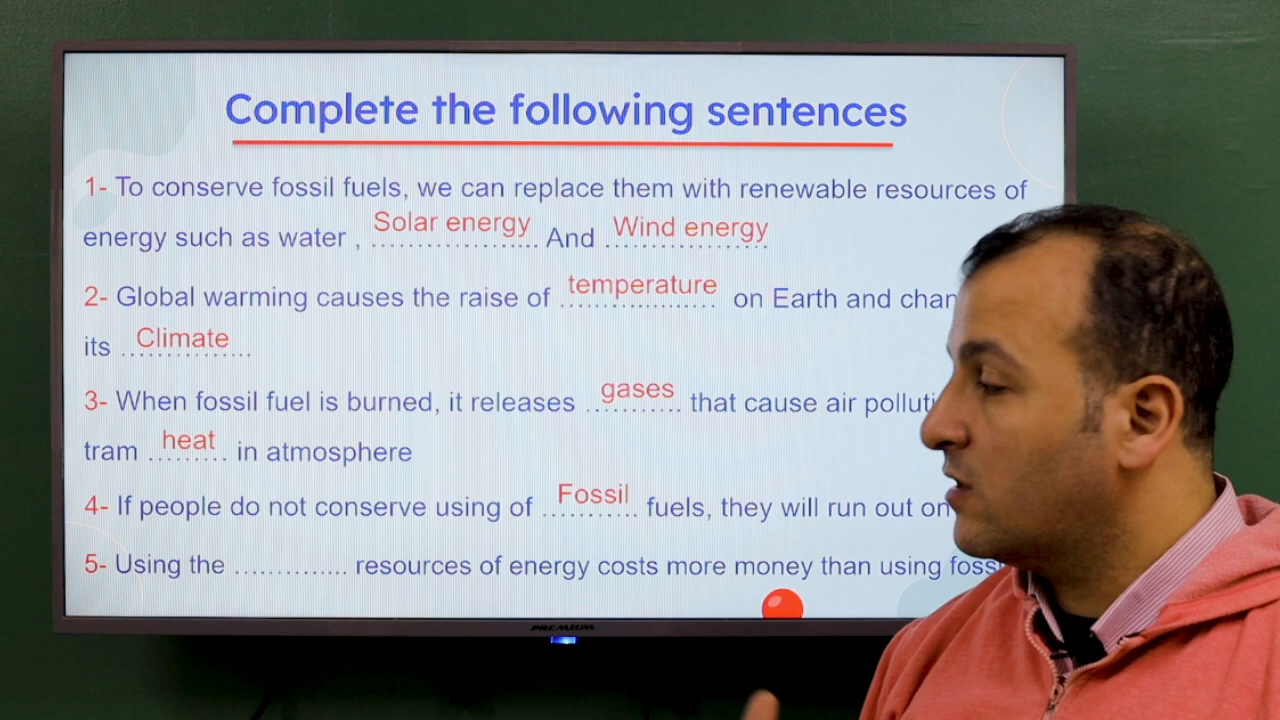 Complete the following sentences
1- To conserve fossil fuels, we can replace them with renewable resources of
energy such as water , Solar energy And Wind energy
2- Global warming causes the raise of temperature on Earth and chan
its Climate
3- When fossil fuel is burned, it releases gases that cause air polluti
tram heat in atmosphere
4- If people do not conserve using of Fossil fuels, they will run out on
5- Using the .............. resources of energy costs more money than using foss
PREMIUM